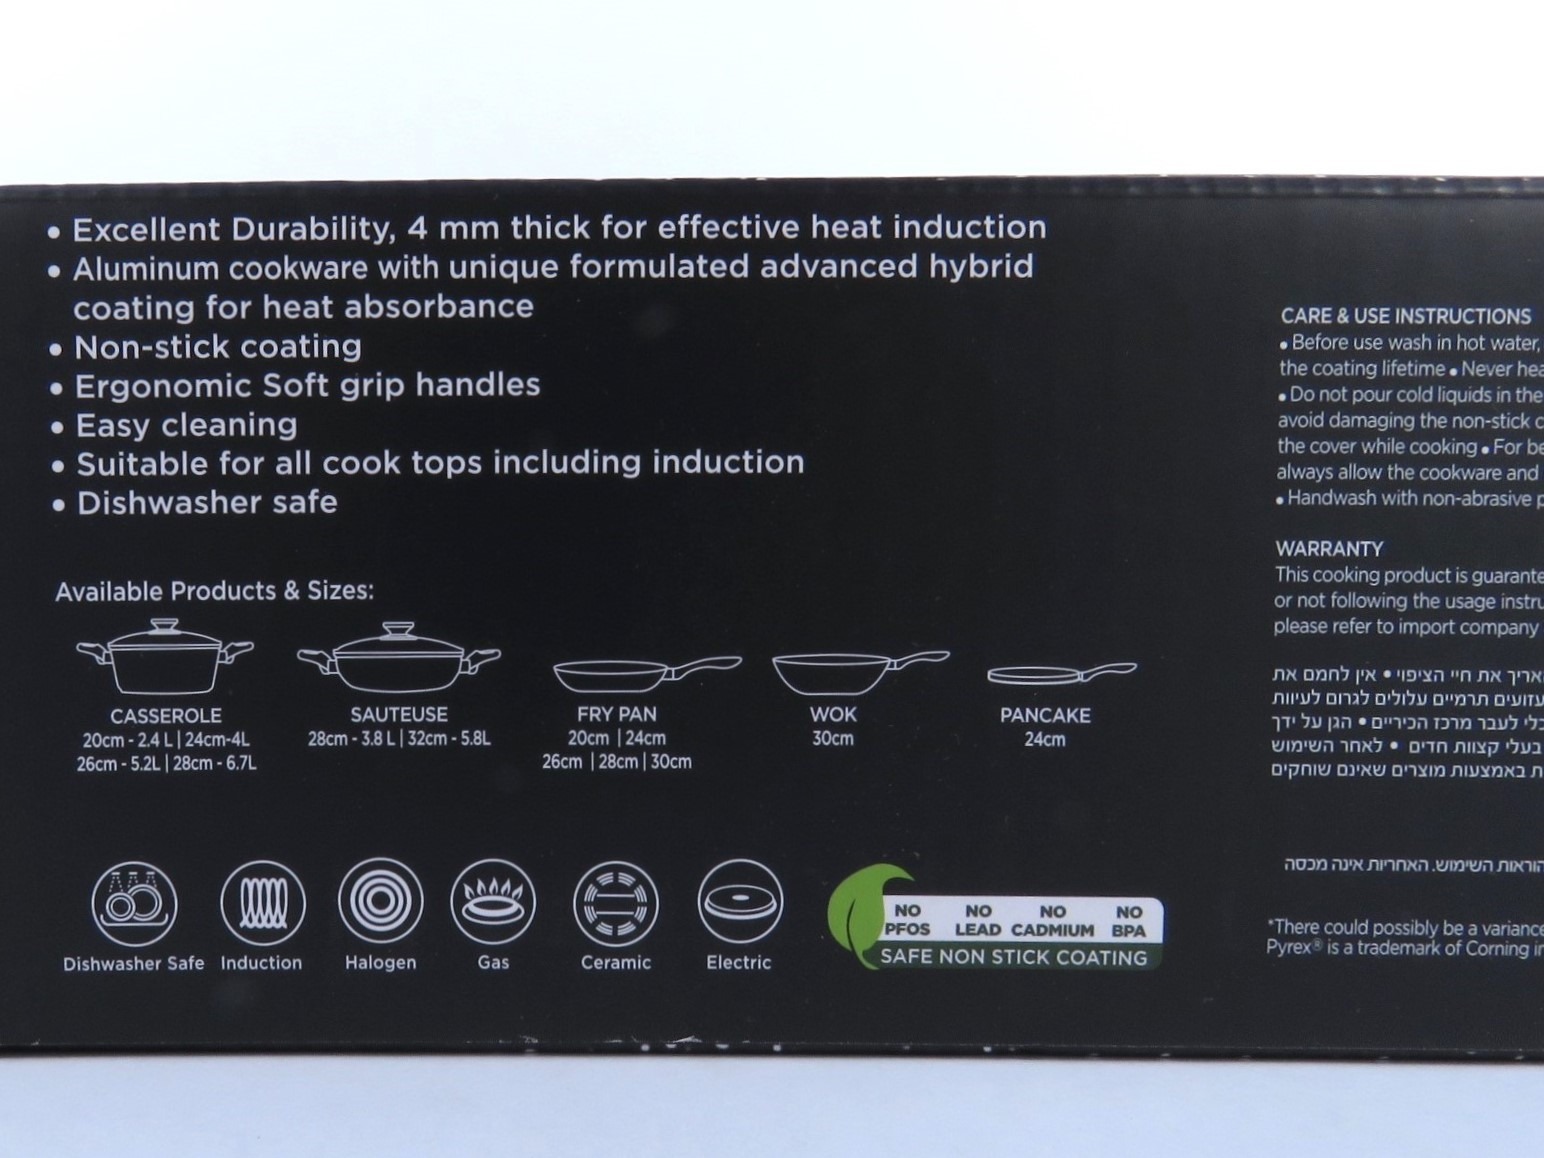 • Excellent Durability, 4 mm thick for effective heat induction
• Aluminum cookware with unique formulated advanced hybrid
coating for heat absorbance
• Non-stick coating
• Ergonomic Soft grip handles
• Easy cleaning
• Suitable for all cook tops including induction
• Dishwasher safe
Available Products & Sizes:
CASSEROLE
20cm - 2.4 L | 24cm-4L
26cm - 5.2L | 28cm - 6.7L
SAUTEUSE
28cm - 3.8 L | 32cm - 5.8L
FRY PAN
20cm | 24cm
26cm | 28cm | 30cm
WOK
30cm
PANCAKE
24cm
Dishwasher Safe
Induction
Halogen
Gas
Ceramic
Electric
NO PFOS
NO LEAD
NO CADMIUM
NO BPA
SAFE NON STICK COATING
CARE & USE INSTRUCTIONS
• Before use wash in hot water,
the coating lifetime • Never
• Do not pour cold liquids in the
avoid damaging the non-stick
the cover while cooking • For
always allow the cookware and
• Handwash with non-abrasive
WARRANTY
This cooking product is
or not following the usage
please refer to import company
את חיי הציפוי • אין לחמם את
תרמיים עלולים לגרום לעיוות
לעבר מרכז הכיריים • הגן על ידך
בעלי קצוות חדים • לאחר השימוש
באמצעות מוצרים שאינם שוחקים
השימוש. האחריות אינה מכסה
*There could possibly be a
Pyrex® is a trademark of Corning